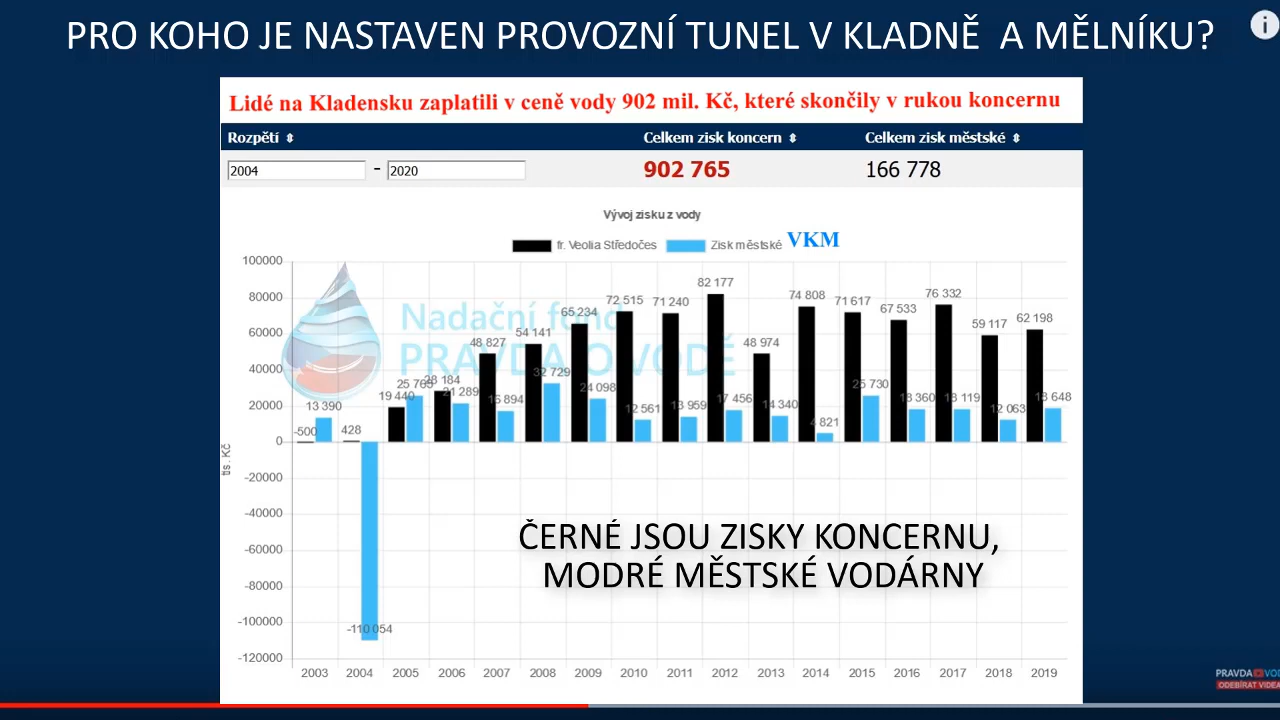 PRO KOHO JE NASTAVEN PROVOZNÍ TUNEL V KLADNĚ A MĚLNÍKU?
Lidé na Kladensku zaplatili v ceně vody 902 mil. Kč, které skončily v rukou koncernu
Rozpětí Celkem zisk koncern Celkem zisk městské
2004 - 2020 902 765 166 778
Vývoj zisku z vody
fr. Veolia Středočes Zisk městské VKM
Nadační fond
PRAVDA O VODĚ
100000
80000
60000
40000
20000
0
-20000
-40000
-60000
-80000
-100000
-120000
tis. Kč
-500 13 390
428 -110 054
19 440 25 765
28 184 21 289
48 827 16 894
54 141 32 729
65 234 24 098
72 515 12 561
71 240 13 959
82 177 17 456
48 974 14 340
74 808 4 821
71 617 25 730
67 533 18 360
76 332 18 119
59 117 12 063
62 198 18 648
ČERNÉ JSOU ZISKY KONCERNU,
MODRÉ MĚSTSKÉ VODÁRNY
2003 2004 2005 2006 2007 2008 2009 2010 2011 2012 2013 2014 2015 2016 2017 2018 2019
PRAVDA VOD
ODEBÍRAT VIDEA